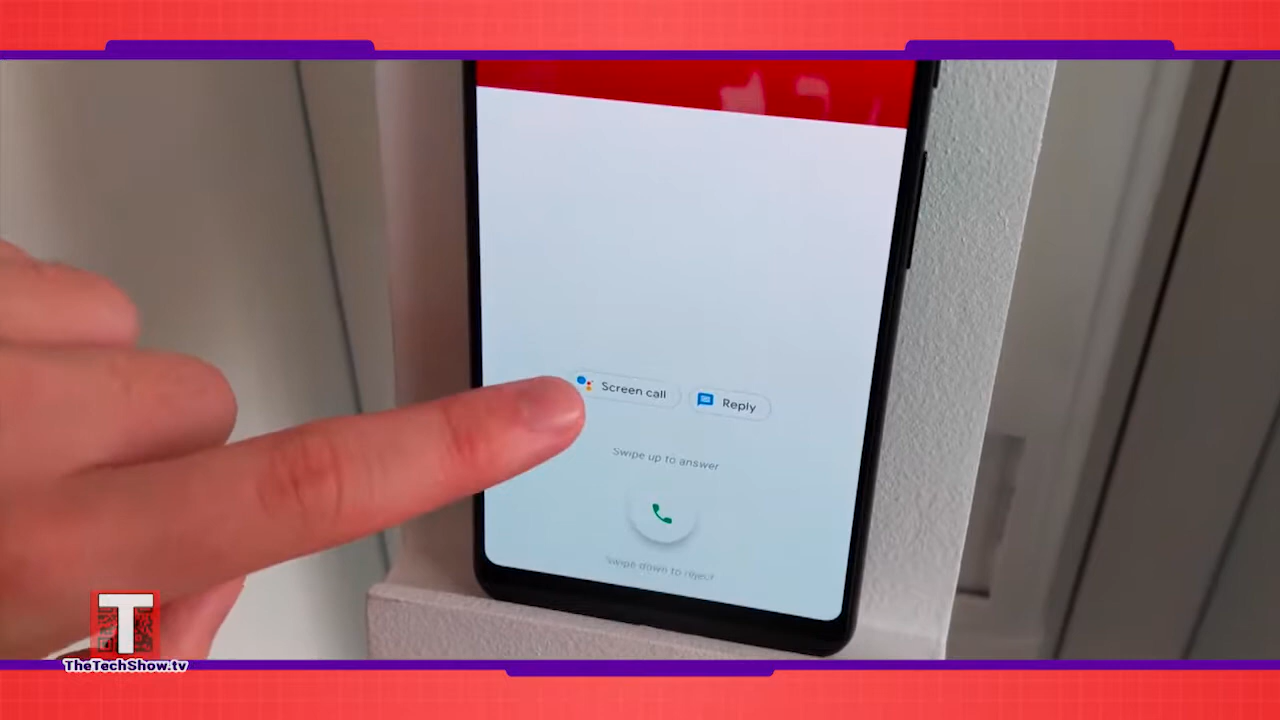 Screen call
Reply
Swipe up to answer
Swipe down to reject
T
TheTechShow.tv